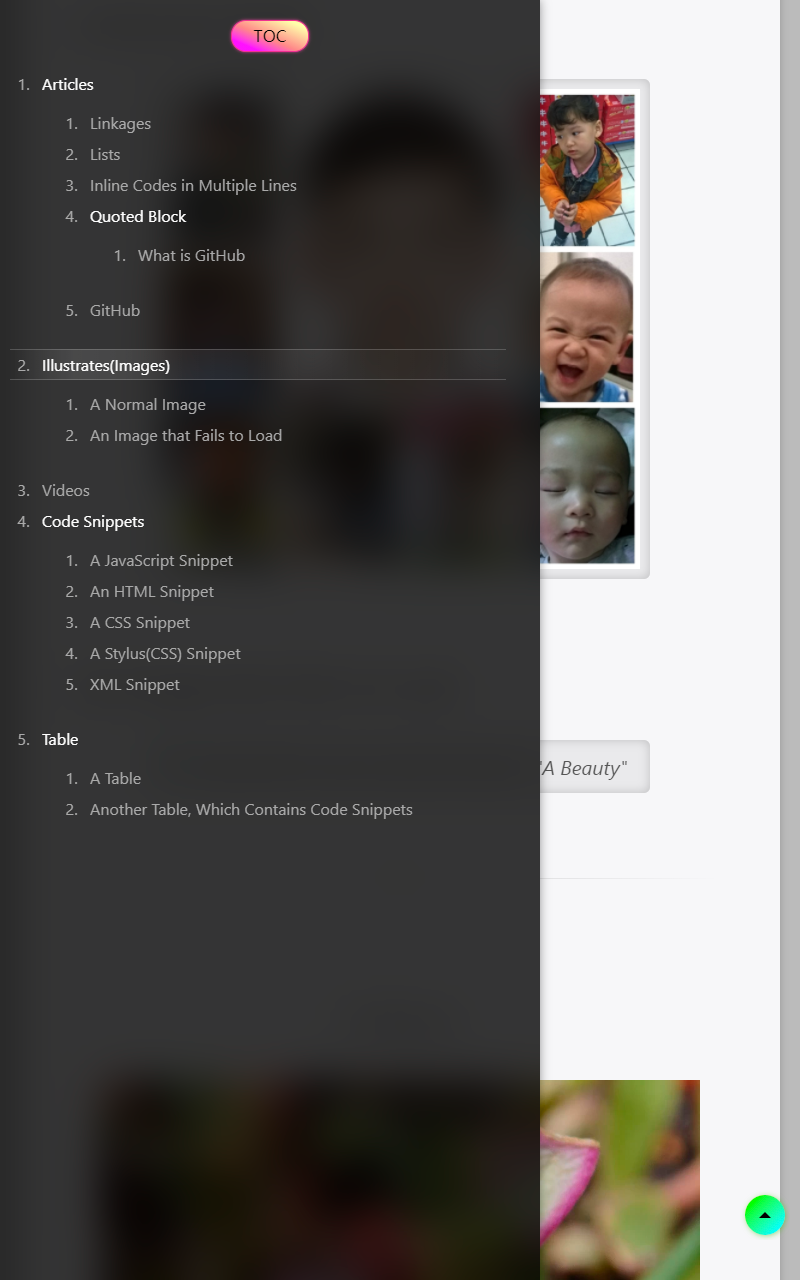 TOC
1. Articles
1. Linkages
2. Lists
3. Inline Codes in Multiple Lines
4. Quoted Block
1. What is GitHub
5. GitHub
2. Illustrates(Images)
1. A Normal Image
2. An Image that Fails to Load
3. Videos
4. Code Snippets
1. A JavaScript Snippet
2. An HTML Snippet
3. A CSS Snippet
4. A Stylus(CSS) Snippet
5. XML Snippet
5. Table
"A Beauty"
1. A Table
2. Another Table, Which Contains Code Snippets